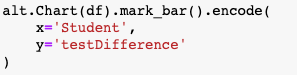 alt.Chart(df).mark_bar().encode(
    x='Student',
    y='testDifference'
)